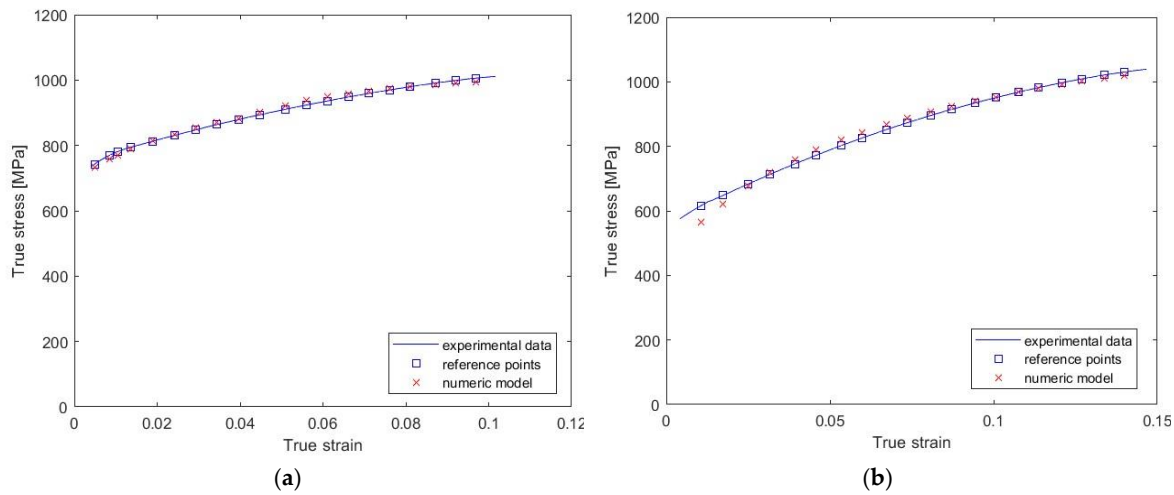 1200
1000
800
600
400
200
0
True stress [MPa]
experimental data
reference points
numeric model
0 0.02 0.04 0.06 0.08 0.1 0.12
True strain
(a)
1200
1000
800
600
400
200
0
True stress [MPa]
experimental data
reference points
numeric model
0 0.05 0.1 0.15
True strain
(b)